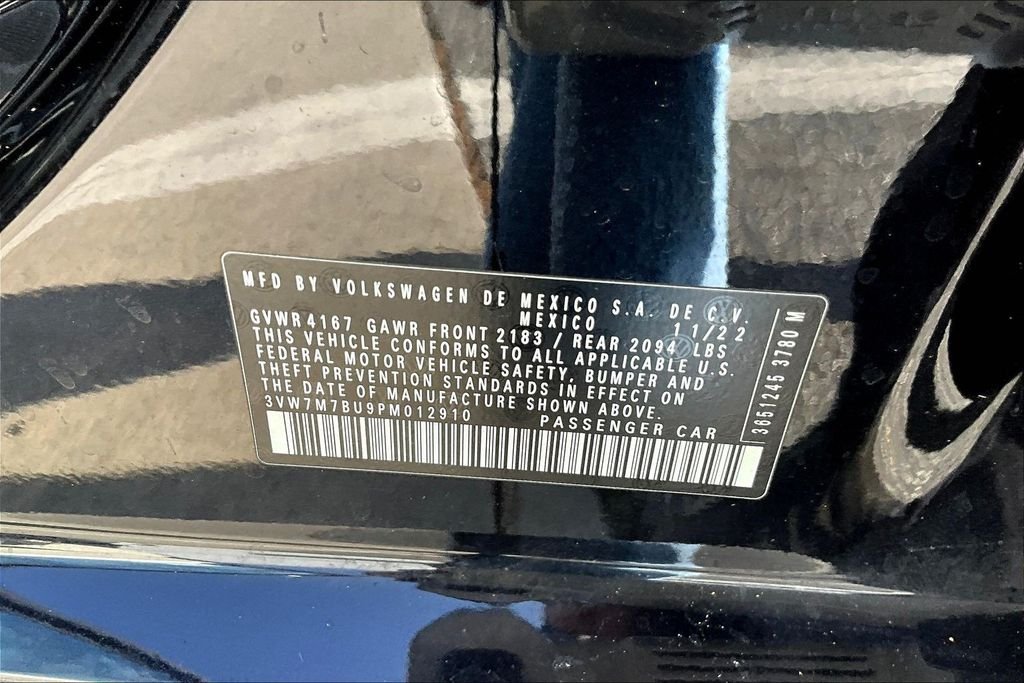 MFD BY VOLKSWAGEN DE MEXICO S.A. DE C.V.
MEXICO 11/22
GVWR 4167 GAWR FRONT 2183 / REAR 2094 LBS
THIS VEHICLE CONFORMS TO ALL APPLICABLE U.S.
FEDERAL MOTOR VEHICLE SAFETY, BUMPER AND
THEFT PREVENTION STANDARDS IN EFFECT ON
THE DATE OF MANUFACTURE SHOWN ABOVE.
3VW7M7BU9PM012910 PASSENGER CAR
3651245 3780 M